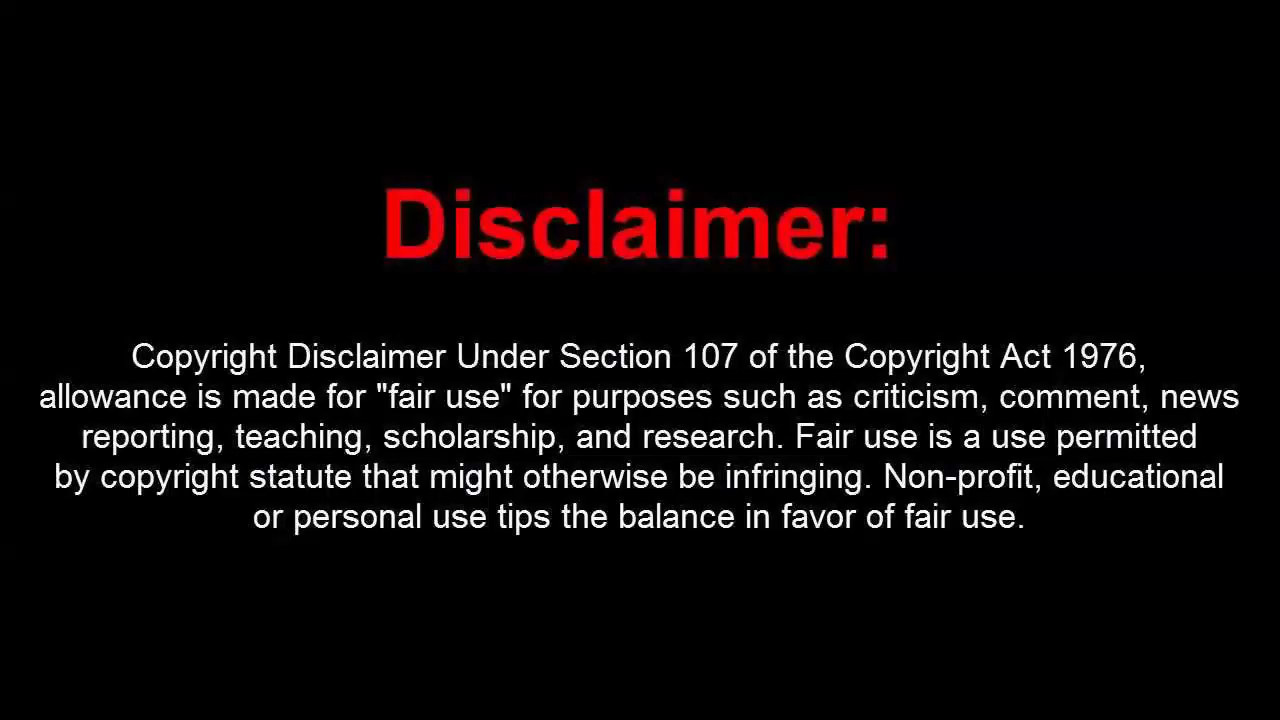 Disclaimer:
Copyright Disclaimer Under Section 107 of the Copyright Act 1976,
allowance is made for "fair use" for purposes such as criticism, comment, news
reporting, teaching, scholarship, and research. Fair use is a use permitted
by copyright statute that might otherwise be infringing. Non-profit, educational
or personal use tips the balance in favor of fair use.